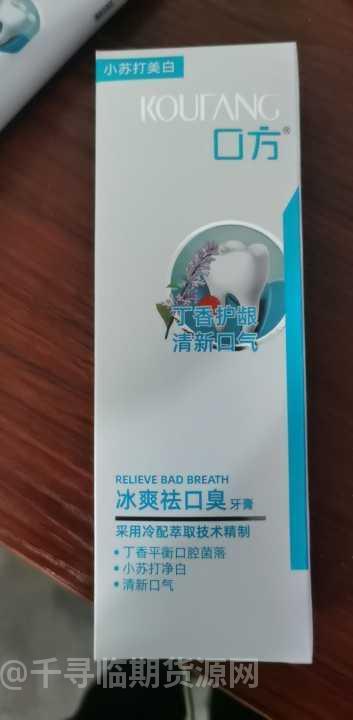 小苏打美白
KOUFANG
口方®
丁香护龈
清新口气
RELIEVE BAD BREATH
冰爽祛口臭牙膏
采用冷配萃取技术精制
•丁香平衡口腔菌落
•小苏打净白
•清新口气
@千寻临期货源网